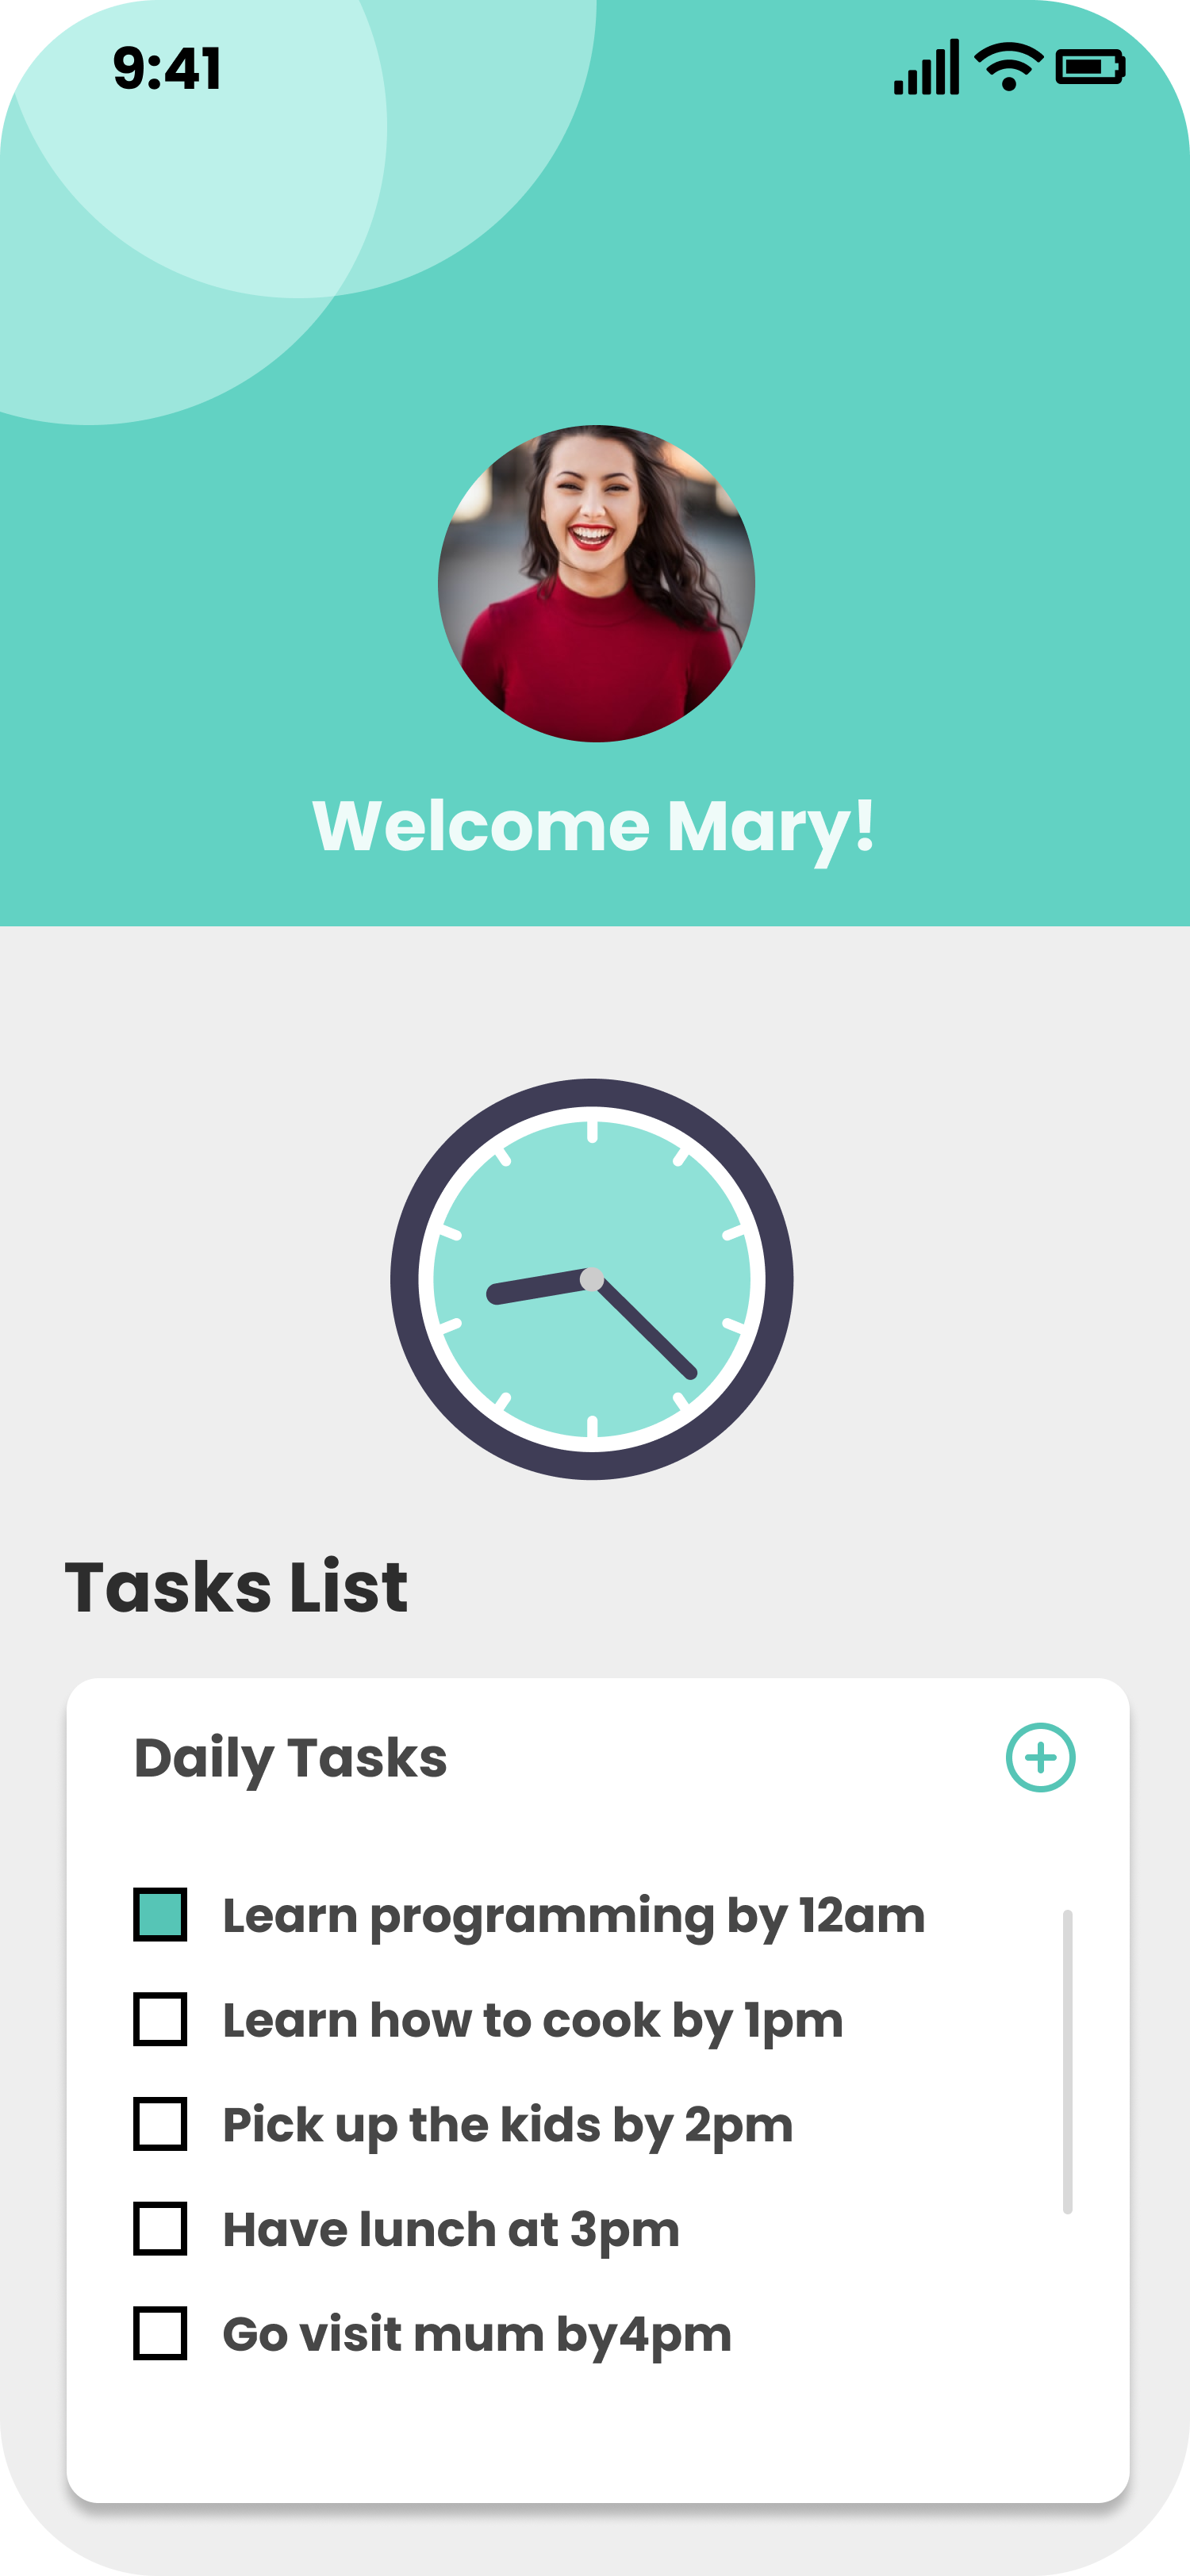 9:41
Welcome Mary!
Tasks List
Daily Tasks
Learn programming by 12am
Learn how to cook by 1pm
Pick up the kids by 2pm
Have lunch at 3pm
Go visit mum by4pm